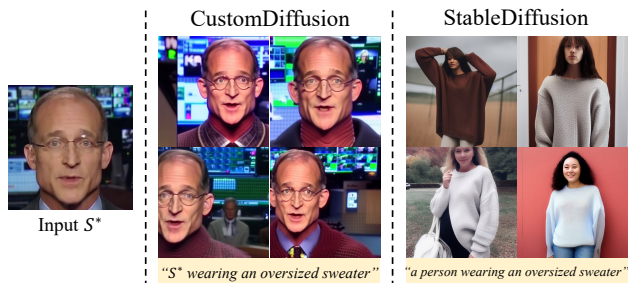 CustomDiffusion
StableDiffusion
Input S*
“S* wearing an oversized sweater”
“a person wearing an oversized sweater”